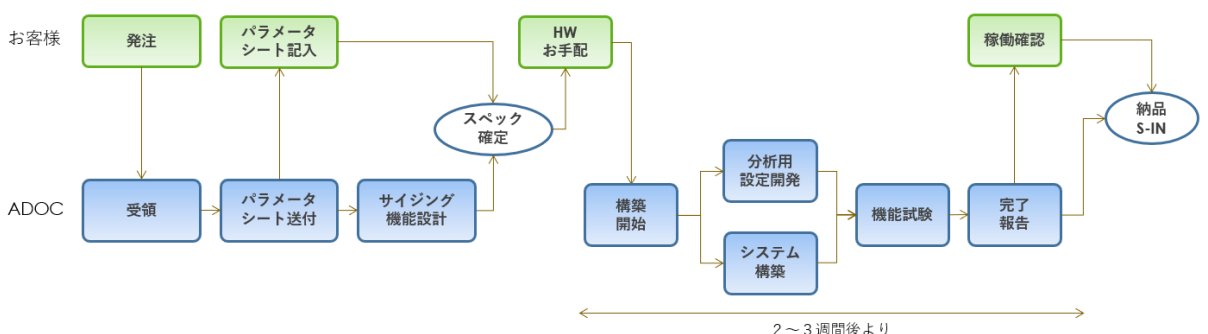 お客様
発注
パラメータ
シート記入
HW
お手配
稼働確認
スペック
確定
納品
S-IN
ADOC
受領
パラメータ
シート送付
サイジング
機能設計
構築
開始
分析用
設定開発
システム
構築
機能試験
完了
報告
2～3週間後より